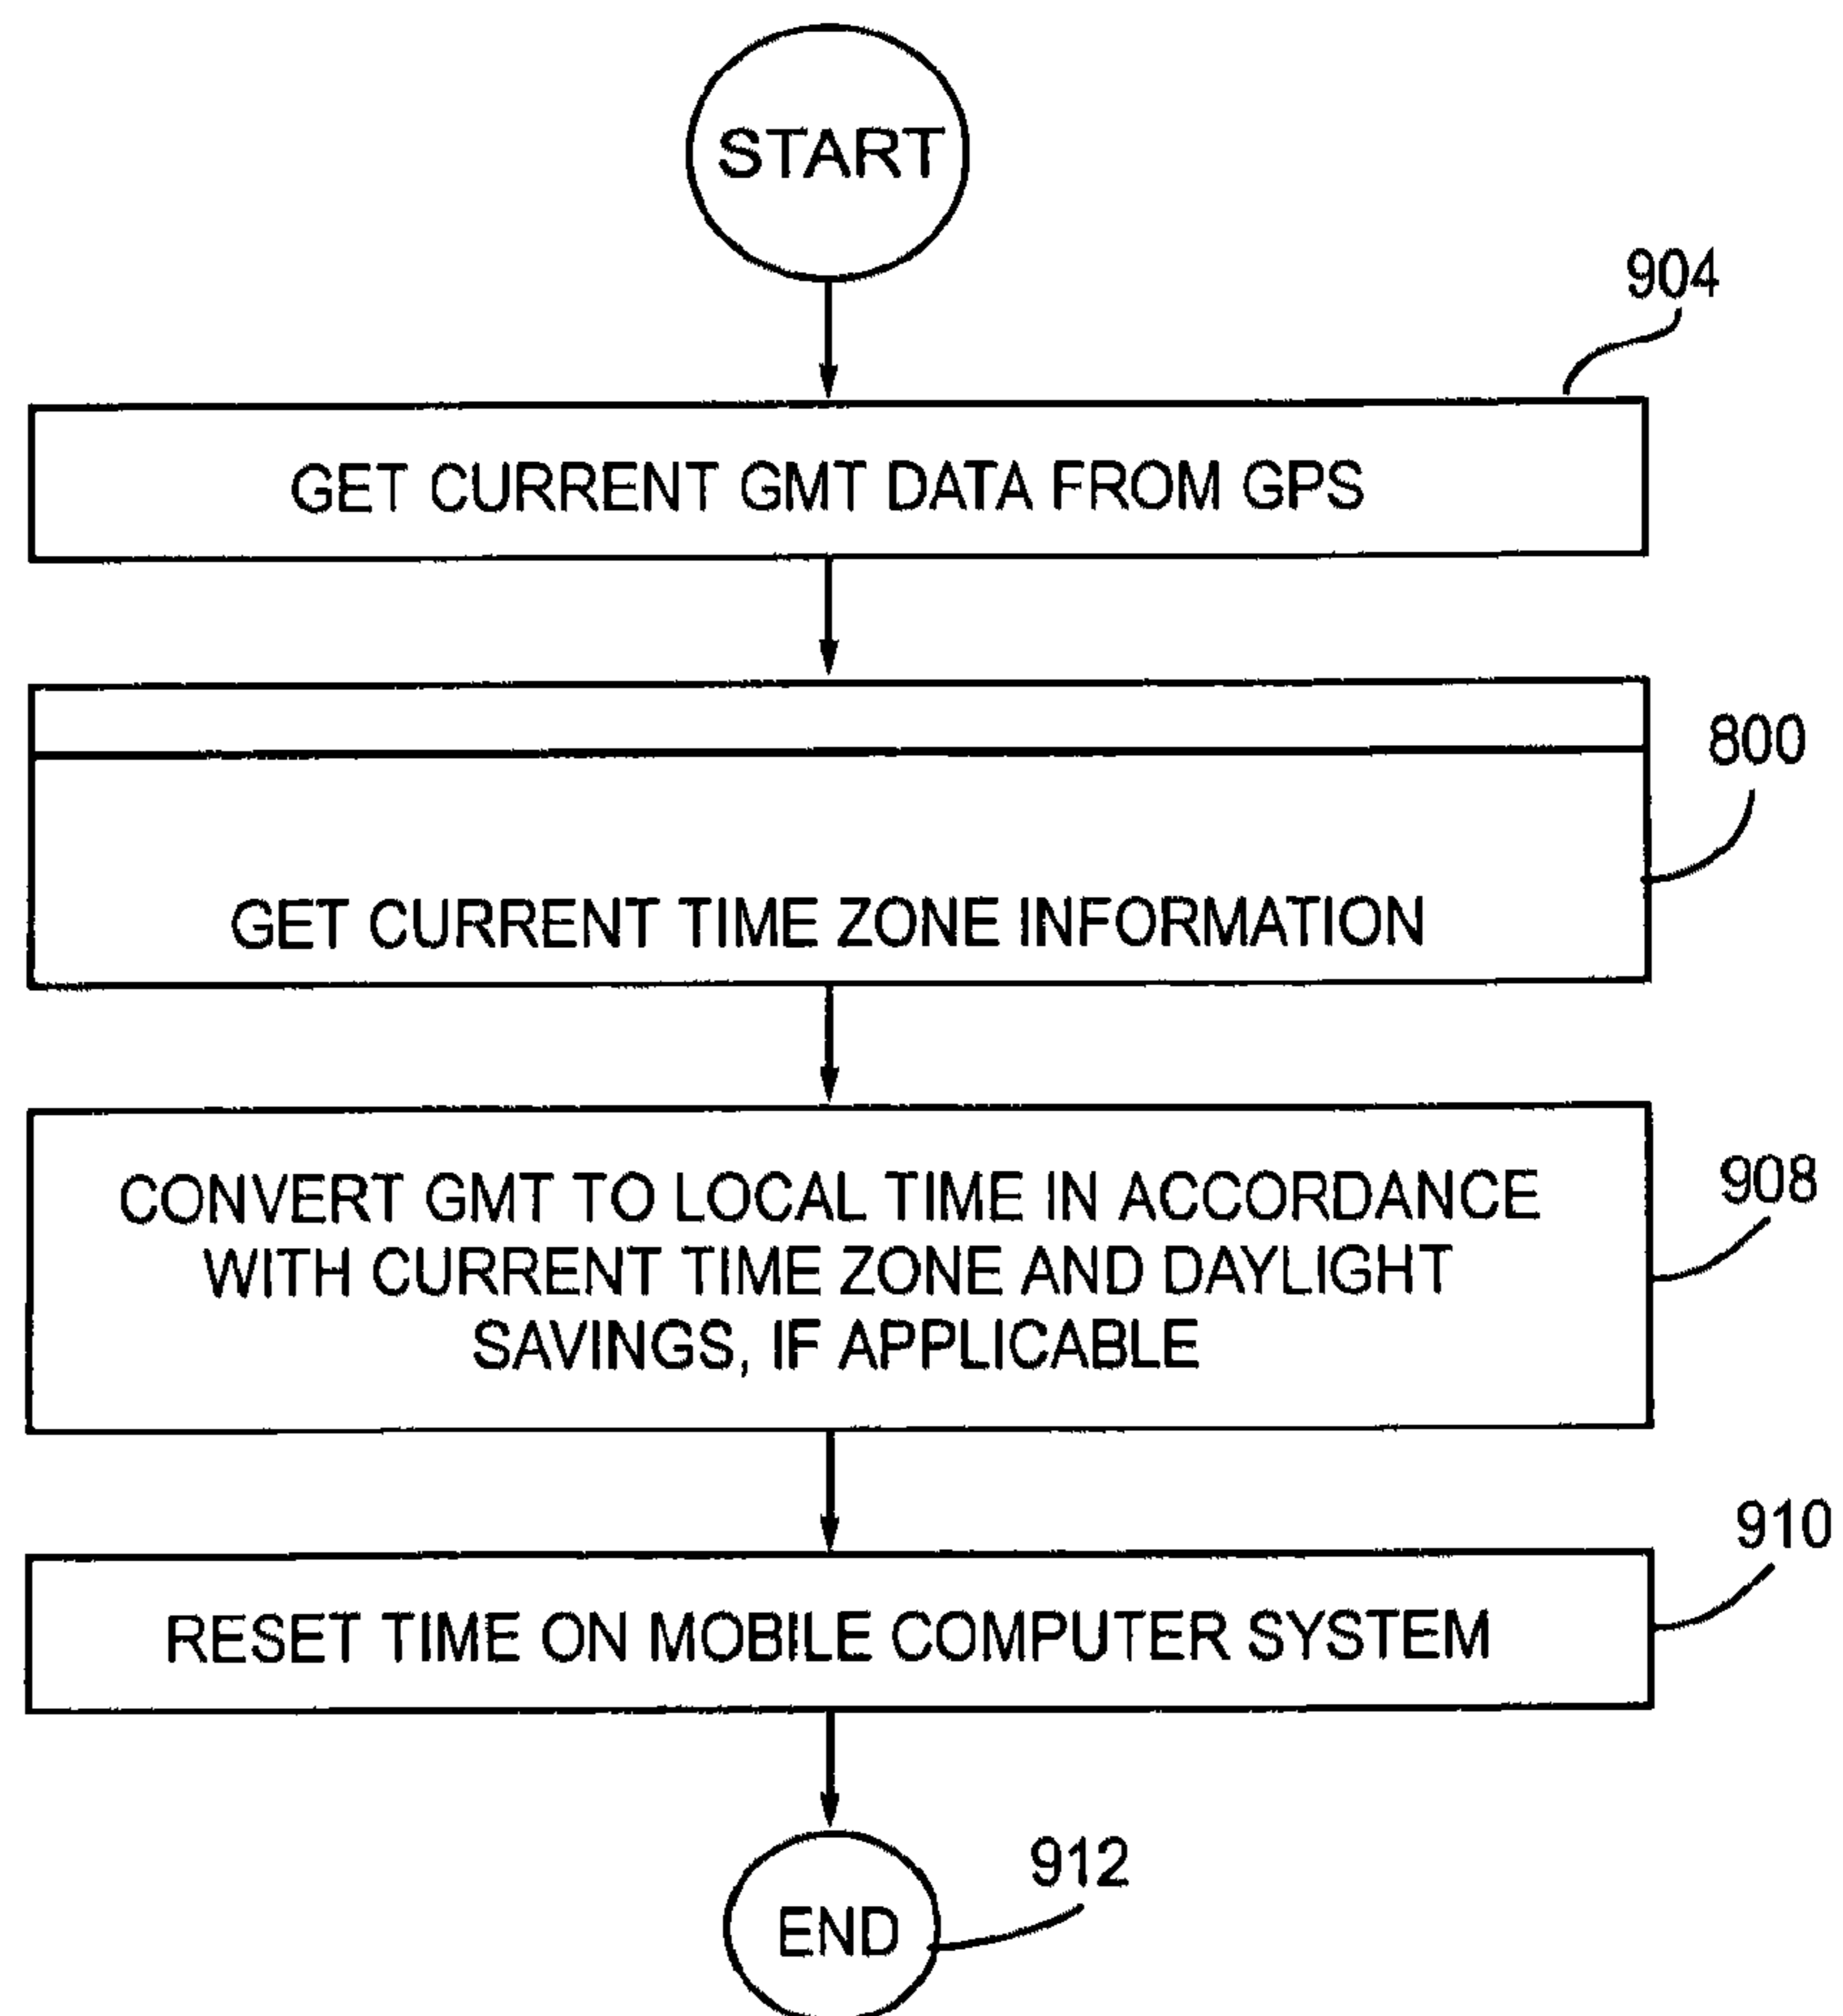 START
904
GET CURRENT GMT DATA FROM GPS
800
GET CURRENT TIME ZONE INFORMATION
CONVERT GMT TO LOCAL TIME IN ACCORDANCE
WITH CURRENT TIME ZONE AND DAYLIGHT
SAVINGS, IF APPLICABLE
908
910
RESET TIME ON MOBILE COMPUTER SYSTEM
912
END